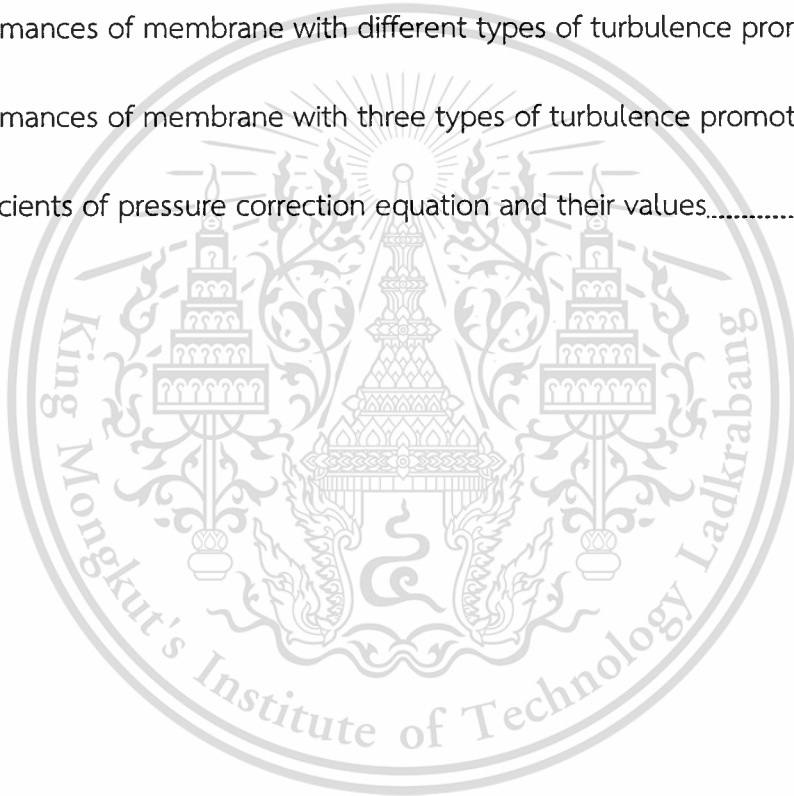 mances of membrane with different types of turbulence pror
mances of membrane with three types of turbulence promot
cients of pressure correction equation and their values............
King Mongkut's Institute of Technology Ladkrabang